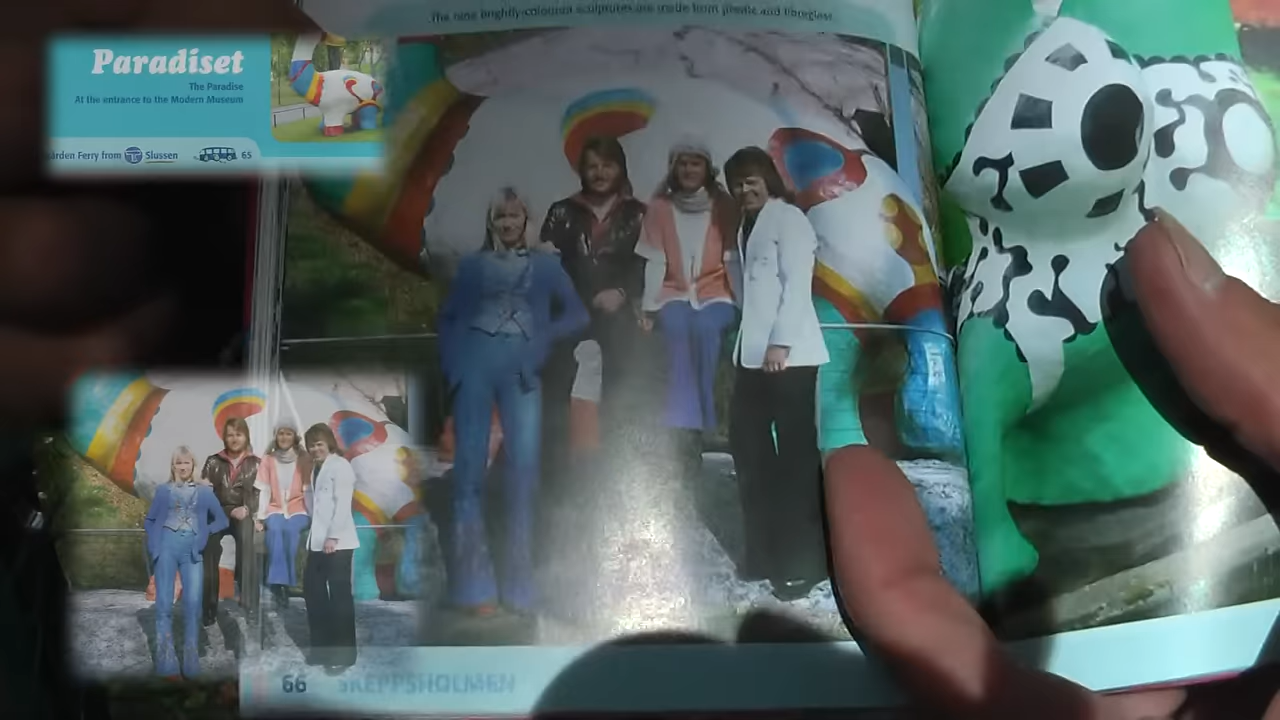 The nine brightly-coloured sculptures are made from plastic and fibreglass.
Paradiset
The Paradise
At the entrance to the Modern Museum
arden Ferry from Slussen 65
66 SKEPPSHOLMEN